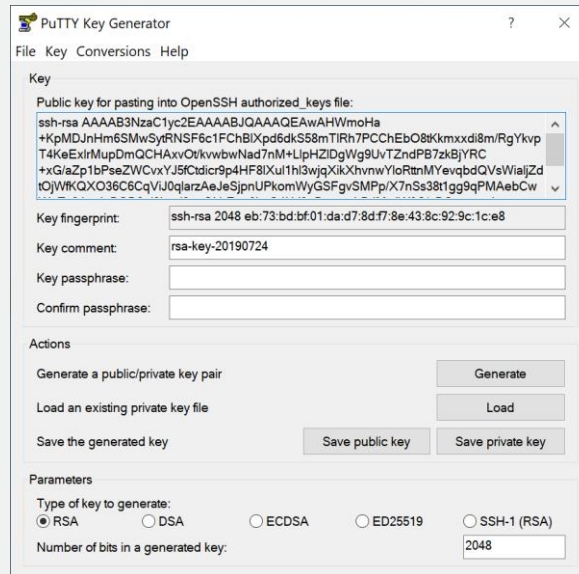 PuTTY Key Generator
File Key Conversions Help
Key
Public key for pasting into OpenSSH authorized_keys file:
ssh-rsa AAAAB3NzaC1yc2EAAAABJQAAAQEAwAHWmoHa
+KpMDJnHm6SMwSytRNSF6c1FChBlXpd6dkS58mTlRh7PCChEbO8tKkmxxdi8m/RgYkvp
T4KeExlrMupDmQCHAxvOt/kvwbwNad7nM+LlpHZlDgWg9UvTZndPB7zkBjYRC
+xG/aZp1bPseZWCvxYJ5fCtdicr9p4HF8lXul1hl3wjqXikXhvnwYloRttnMYevqbdQVsWialjZd
tOjWfKQXO36C6CqViJ0qlarzAeJeSjpnUPkomWyGSFgvSMPp/X7nSs38t1gg9qPMAebCw
Key fingerprint: ssh-rsa 2048 eb:73:bd:bf:01:da:d7:8d:f7:8e:43:8c:92:9c:1c:e8
Key comment: rsa-key-20190724
Key passphrase:
Confirm passphrase:
Actions
Generate a public/private key pair Generate
Load an existing private key file Load
Save the generated key Save public key Save private key
Parameters
Type of key to generate:
RSA DSA ECDSA ED25519 SSH-1 (RSA)
Number of bits in a generated key: 2048